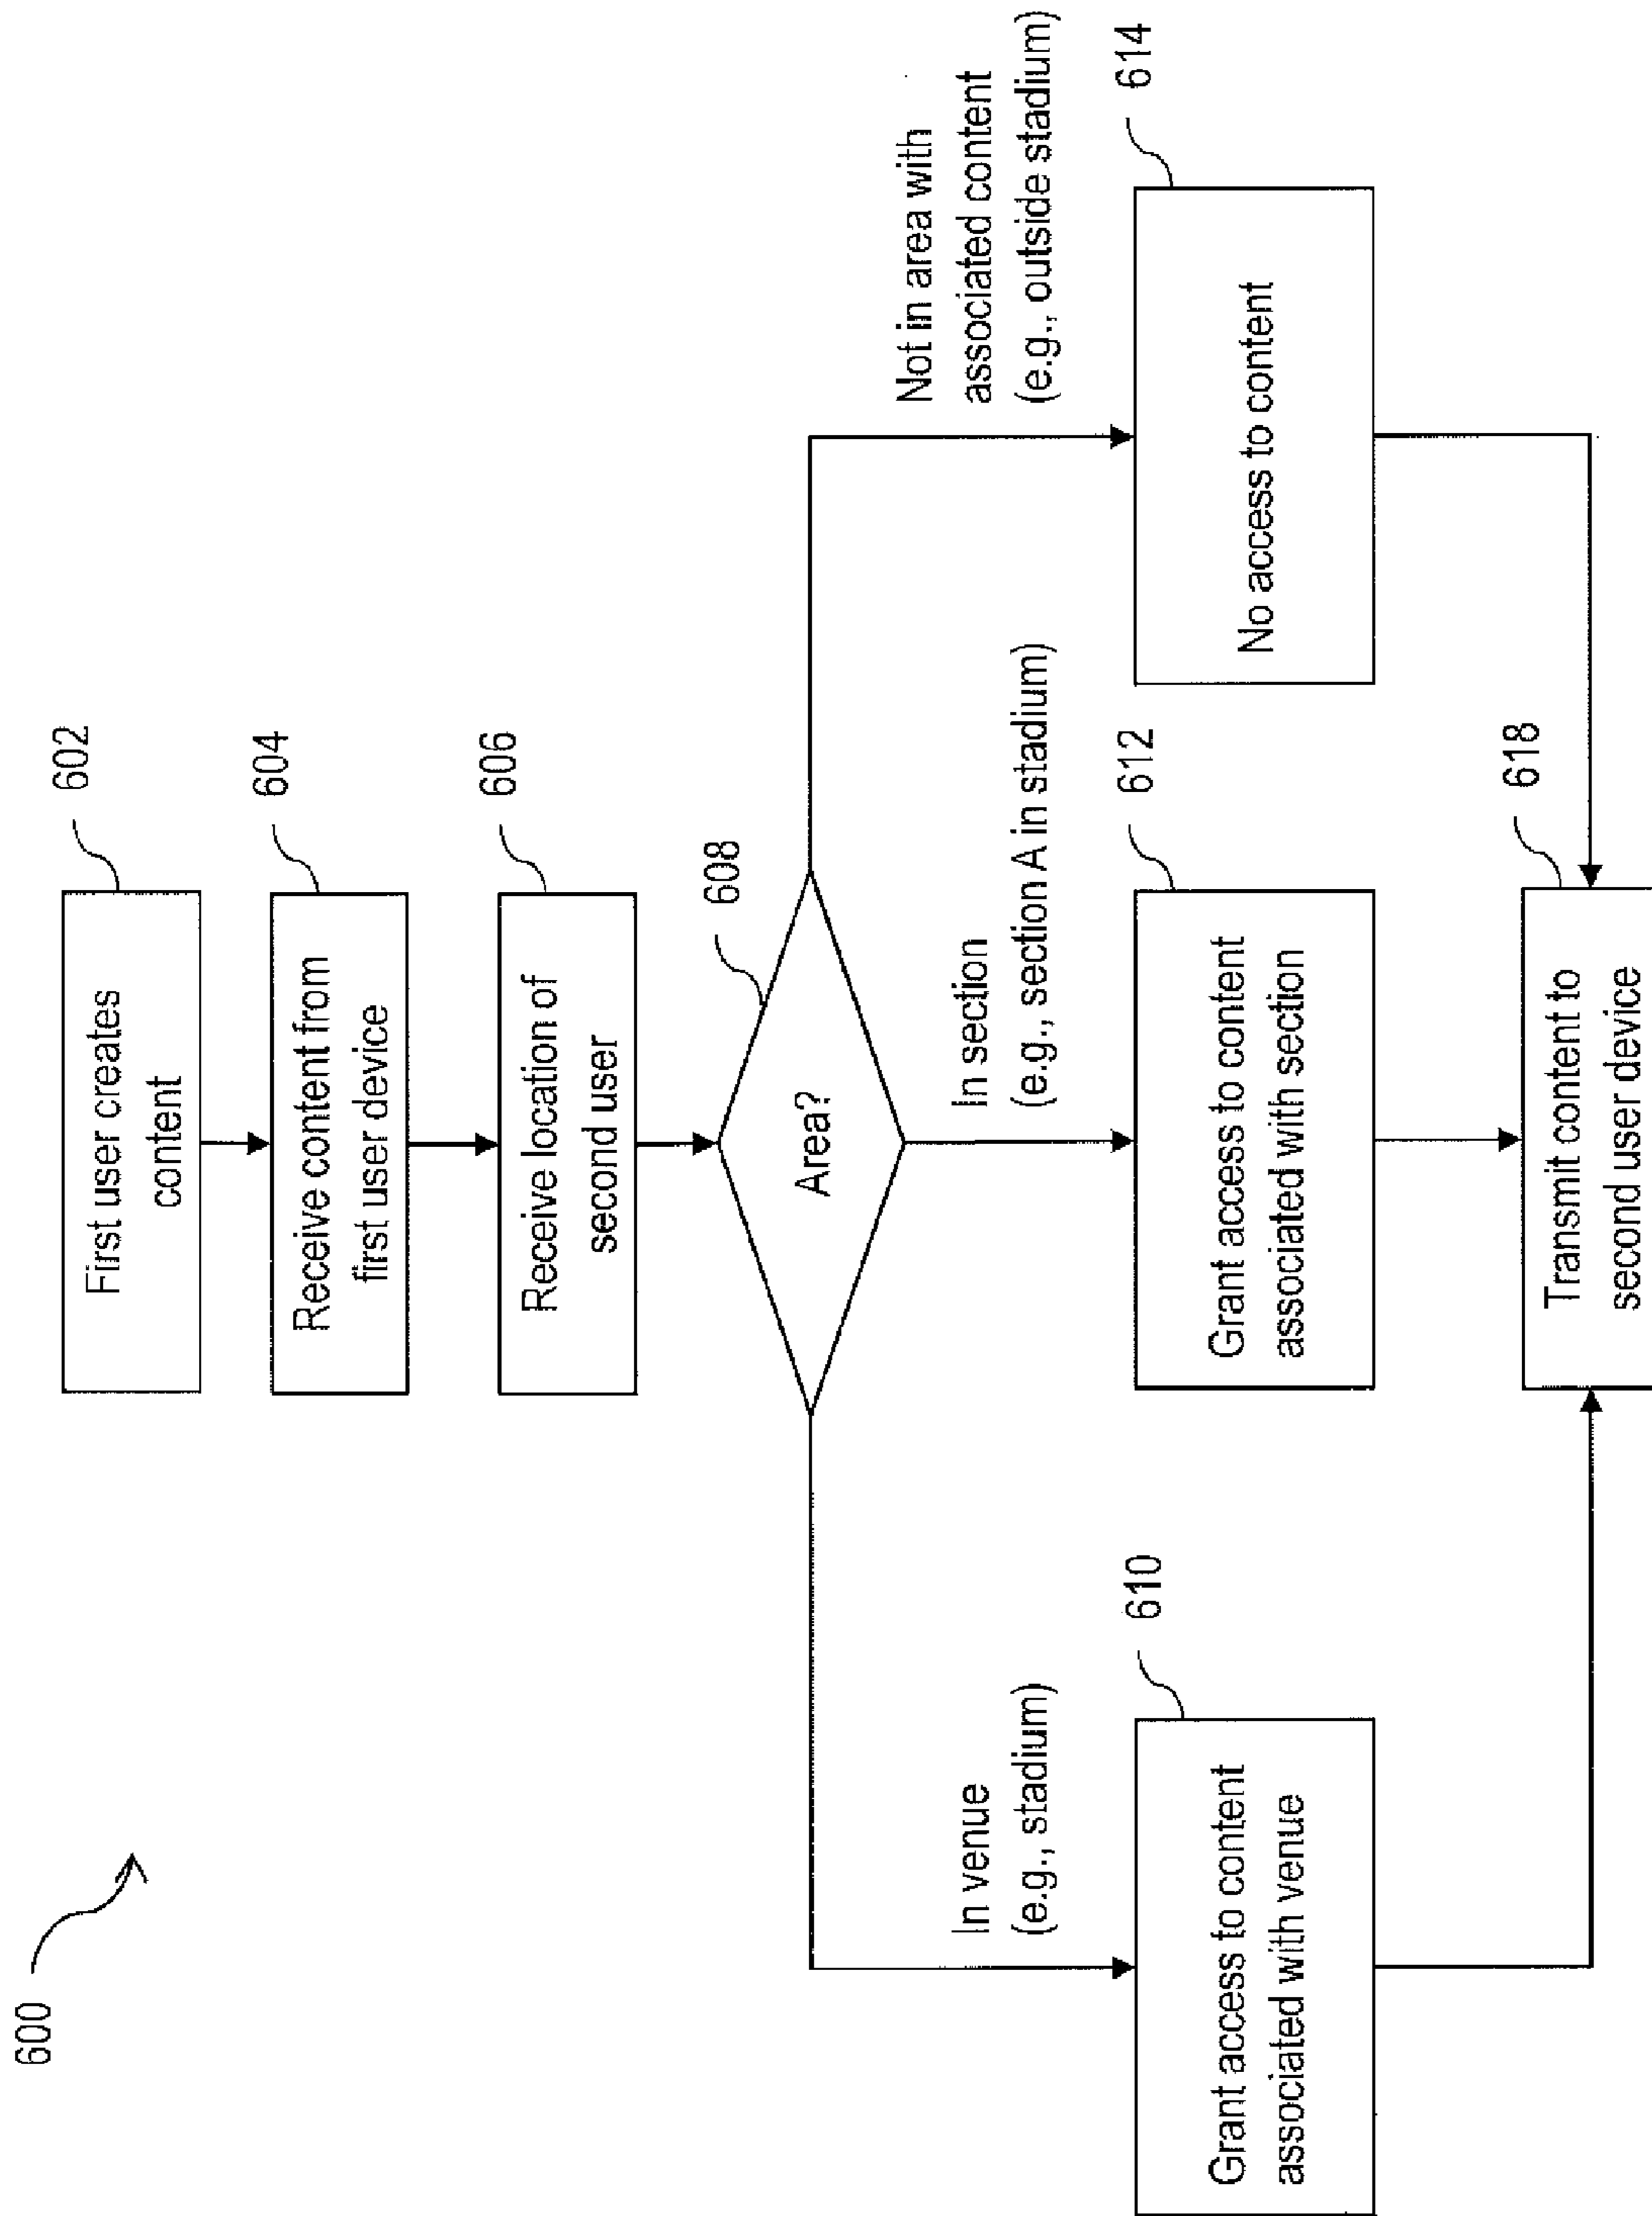 600
602
First user creates
content
604
Receive content from
first user device
606
Receive location of
second user
608
Area?
In venue
(e.g., stadium)
In section
(e.g., section A in stadium)
Not in area with
associated content
(e.g., outside stadium)
610
Grant access to content
associated with venue
612
Grant access to content
associated with section
614
No access to content
618
Transmit content to
second user device